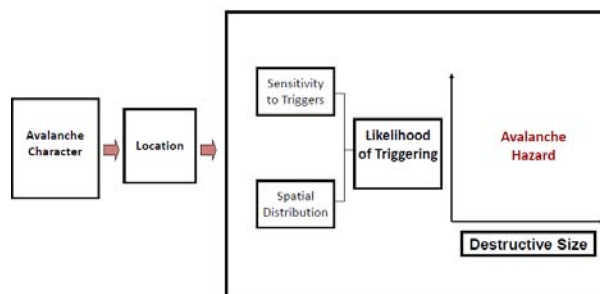 Avalanche
Character
Location
Sensitivity
to Triggers
Spatial
Distribution
Likelihood
of Triggering
Avalanche
Hazard
Destructive Size